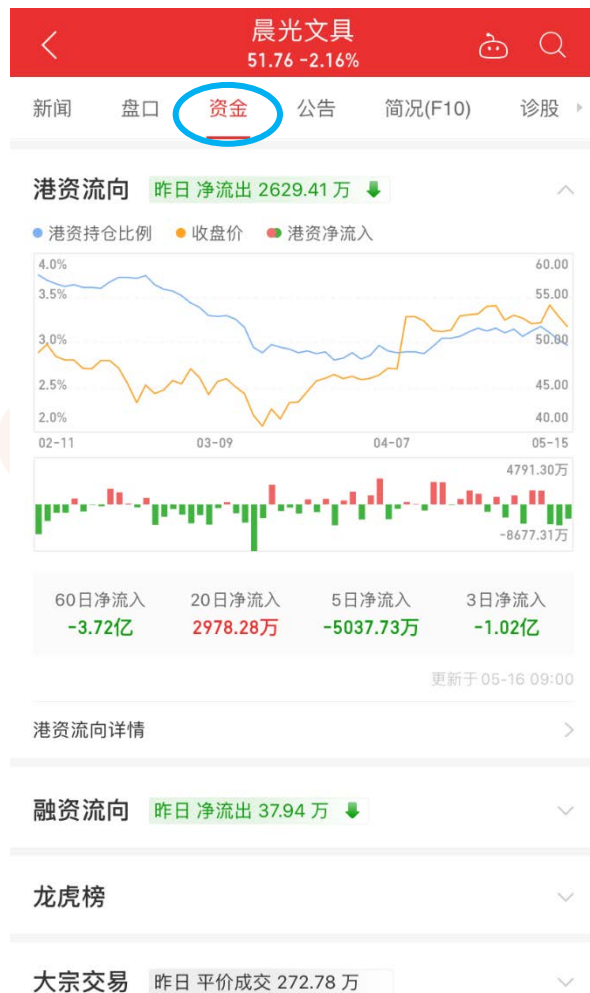 晨光文具
51.76 -2.16%
新闻 盘口 资金 公告 简况(F10) 诊股
港资流向 昨日 净流出 2629.41 万
港资持仓比例 收盘价 港资净流入
4.0% 60.00
3.5% 55.00
3.0% 50.00
2.5% 45.00
2.0% 40.00
02-11 03-09 04-07 05-15
4791.30万
-8677.31万
60日净流入 20日净流入 5日净流入 3日净流入
-3.72亿 2978.28万 -5037.73万 -1.02亿
更新于 05-16 09:00
港资流向详情
融资流向 昨日 净流出 37.94 万
龙虎榜
大宗交易 昨日 平价成交 272.78 万